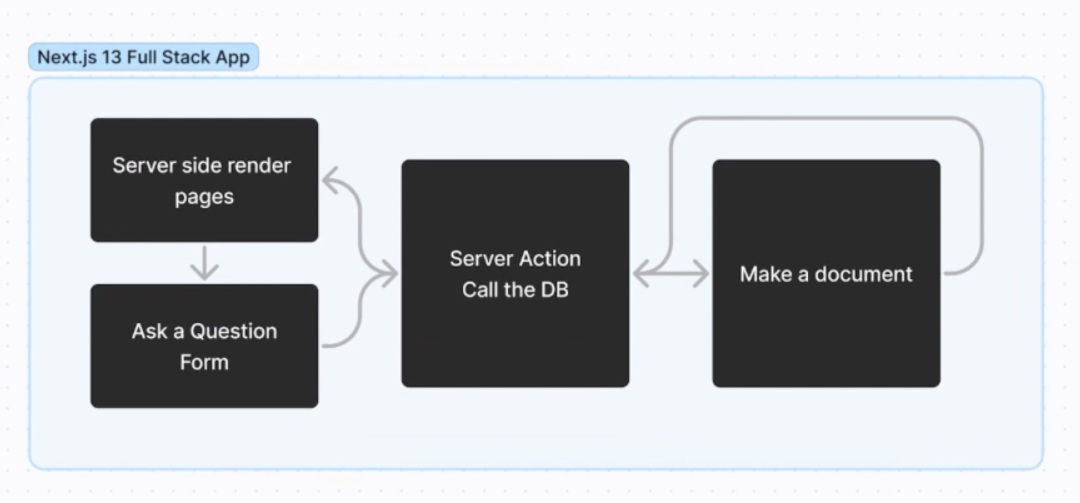 Next.js 13 Full Stack App
Server side render
pages
Ask a Question
Form
Server Action
Call the DB
Make a document